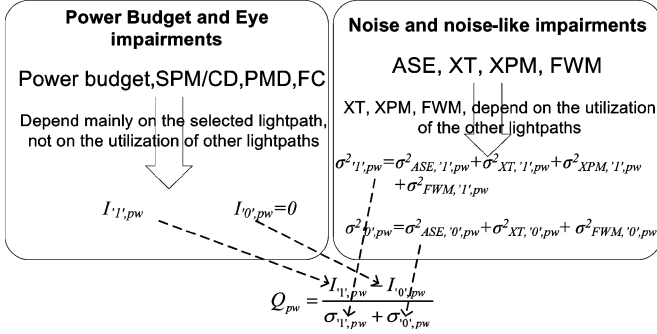 Power Budget and Eye
impairments
Power budget,SPM/CD,PMD,FC
Depend mainly on the selected lightpath,
not on the utilization of other lightpaths
I'1',pw I'0',pw=0
Noise and noise-like impairments
ASE, XT, XPM, FWM
XT, XPM, FWM, depend on the utilization
of the other lightpaths
σ²'1',pw=σ²ASE,'1',pw+σ²XT,'1',pw+σ²XPM,'1',pw
+σ²FWM,'1',pw
σ²'0',pw=σ²ASE,'0',pw+σ²XT,'0',pw+ σ²FWM,'0',pw
Qpw = I'1',pw – I'0',pw
σ'1',pw + σ'0',pw